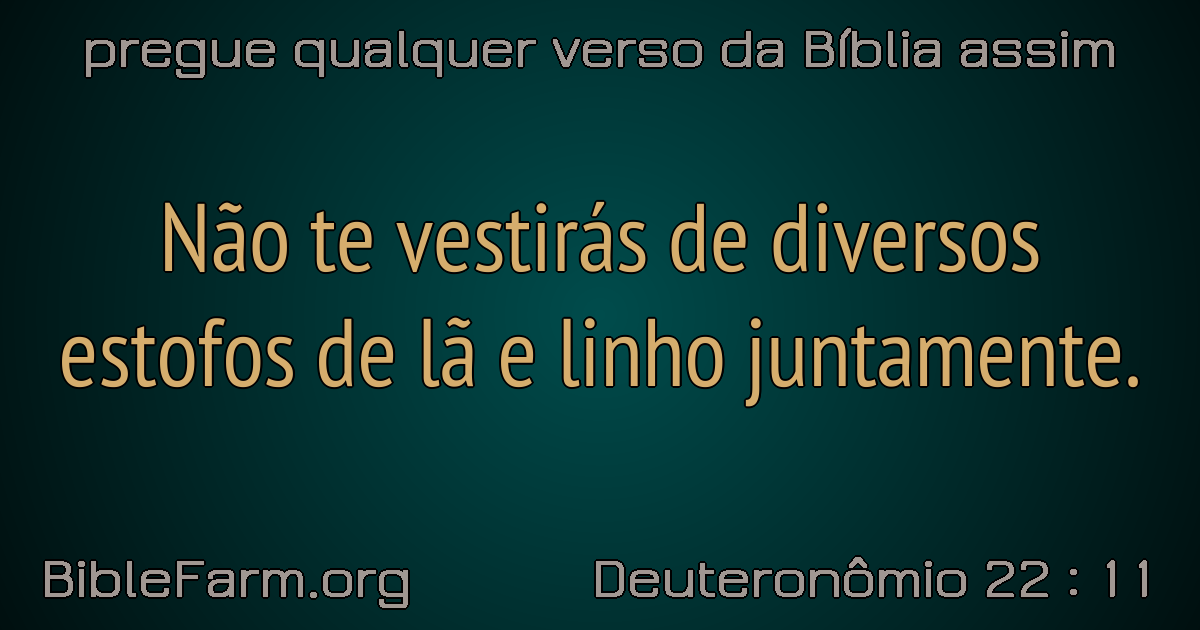 pregue qualquer verso da Bíblia assim
Não te vestirás de diversos
estofos de lã e linho juntamente.
BibleFarm.org
Deuteronômio 22 : 11